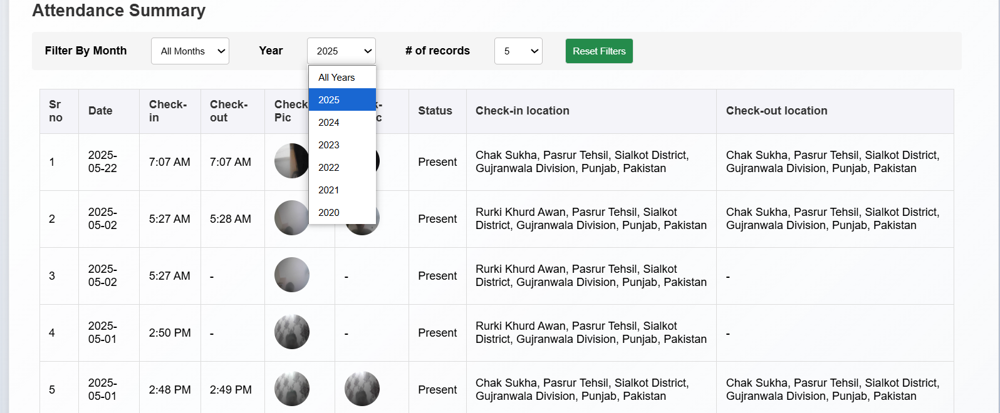 Attendance Summary
Filter By Month All Months Year 2025 # of records 5 Reset Filters
All Years
2025
2024
2023
2022
2021
2020
Sr no Date Check-in Check-out Check Pic k- c Status Check-in location Check-out location
1 2025-05-22 7:07 AM 7:07 AM Present Chak Sukha, Pasrur Tehsil, Sialkot District, Gujranwala Division, Punjab, Pakistan Chak Sukha, Pasrur Tehsil, Sialkot District, Gujranwala Division, Punjab, Pakistan
2 2025-05-02 5:27 AM 5:28 AM Present Rurki Khurd Awan, Pasrur Tehsil, Sialkot District, Gujranwala Division, Punjab, Pakistan Chak Sukha, Pasrur Tehsil, Sialkot District, Gujranwala Division, Punjab, Pakistan
3 2025-05-02 5:27 AM - - Present Rurki Khurd Awan, Pasrur Tehsil, Sialkot District, Gujranwala Division, Punjab, Pakistan -
4 2025-05-01 2:50 PM - - Present Rurki Khurd Awan, Pasrur Tehsil, Sialkot District, Gujranwala Division, Punjab, Pakistan -
5 2025-05-01 2:48 PM 2:49 PM Present Chak Sukha, Pasrur Tehsil, Sialkot District, Gujranwala Division, Punjab, Pakistan Chak Sukha, Pasrur Tehsil, Sialkot District, Gujranwala Division, Punjab, Pakistan